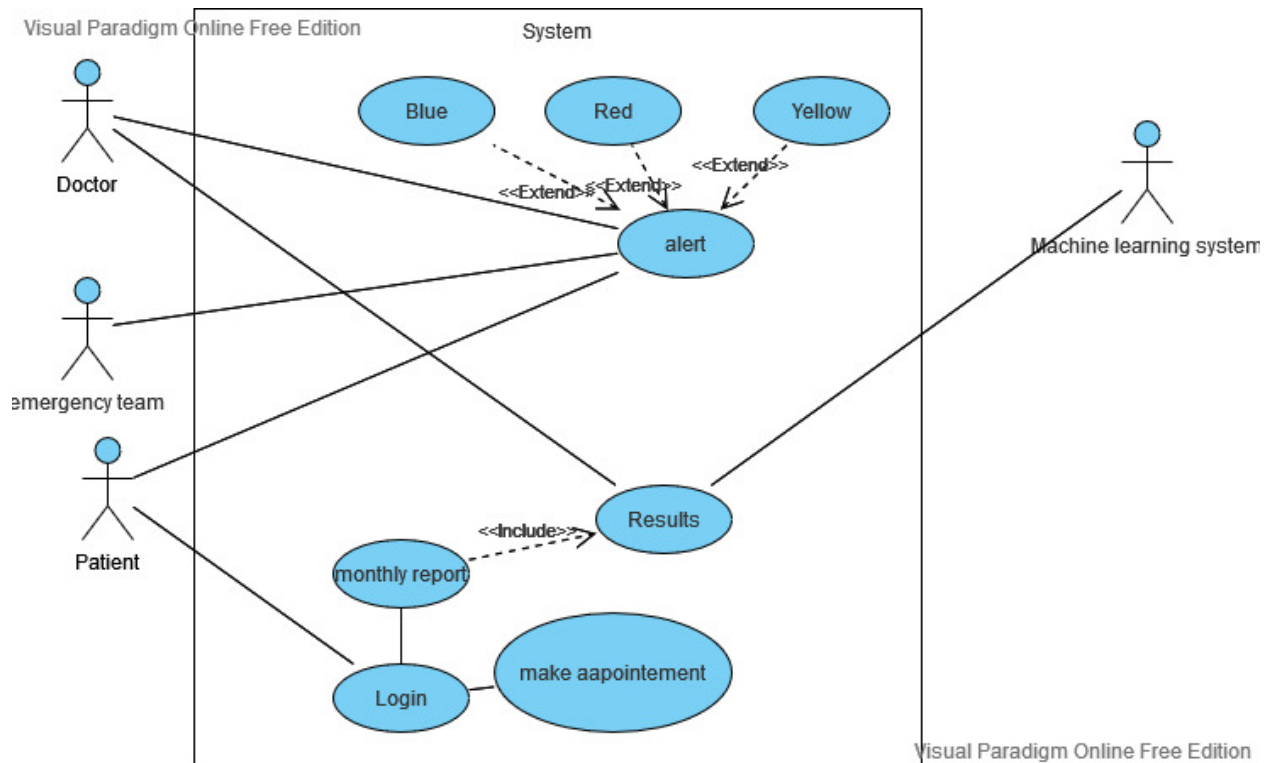 Visual Paradigm Online Free Edition
System
Blue
Red
Yellow
<<Extend>>
<<Extend>>
<<Extend>>
Doctor
alert
Machine learning system
emergency team
Results
<<Include>>
Patient
monthly report
make aapointement
Login
Visual Paradigm Online Free Edition